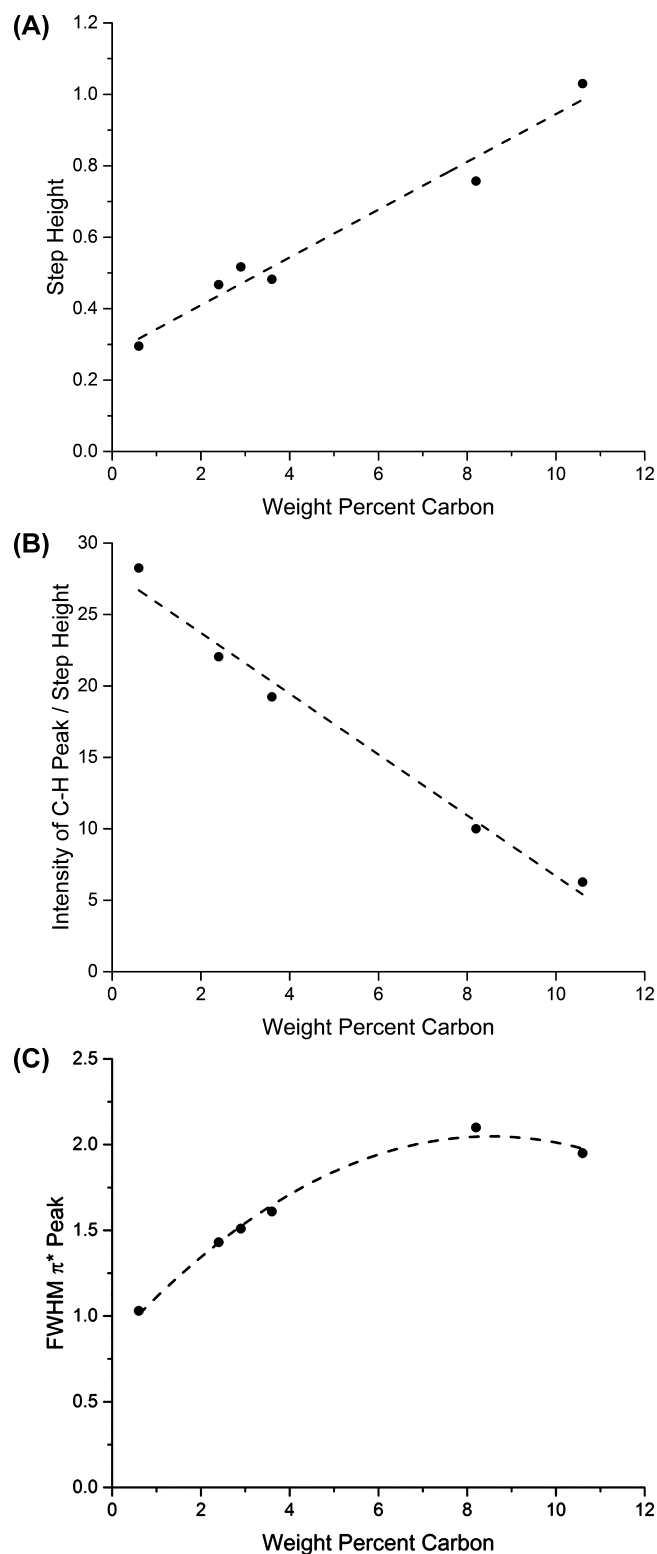 (A)
1.2
1.0
0.8
0.6
0.4
0.2
0.0
Step Height
0 2 4 6 8 10 12
Weight Percent Carbon
(B)
30
25
20
15
10
5
0
Intensity of C-H Peak / Step Height
0 2 4 6 8 10 12
Weight Percent Carbon
(C)
2.5
2.0
1.5
1.0
0.5
0.0
FWHM π* Peak
0 2 4 6 8 10 12
Weight Percent Carbon